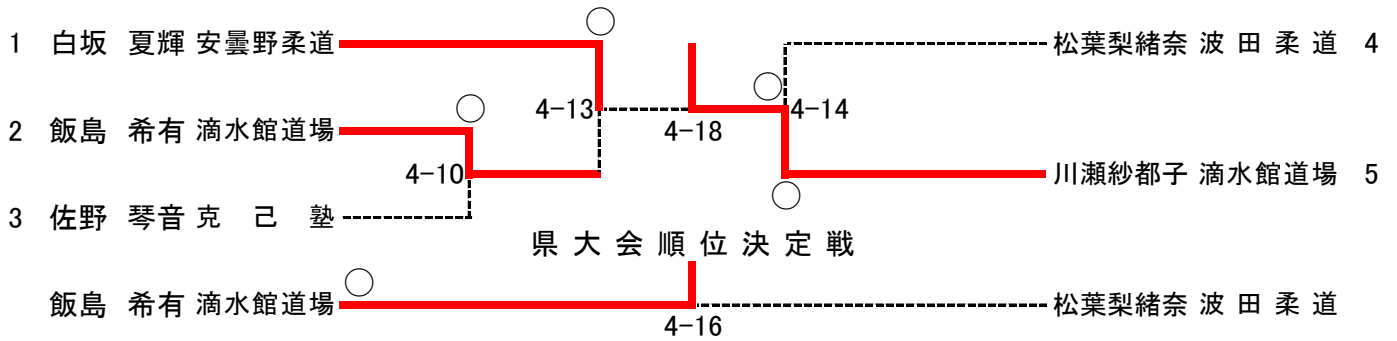 1 白坂 夏輝 安曇野柔道
松葉梨緒奈 波田柔道 4
4-13
4-18
4-14
2 飯島 希有 滴水館道場
4-10
川瀬紗都子 滴水館道場 5
3 佐野 琴音 克己塾
県大会順位決定戦
飯島 希有 滴水館道場
松葉梨緒奈 波田柔道
4-16